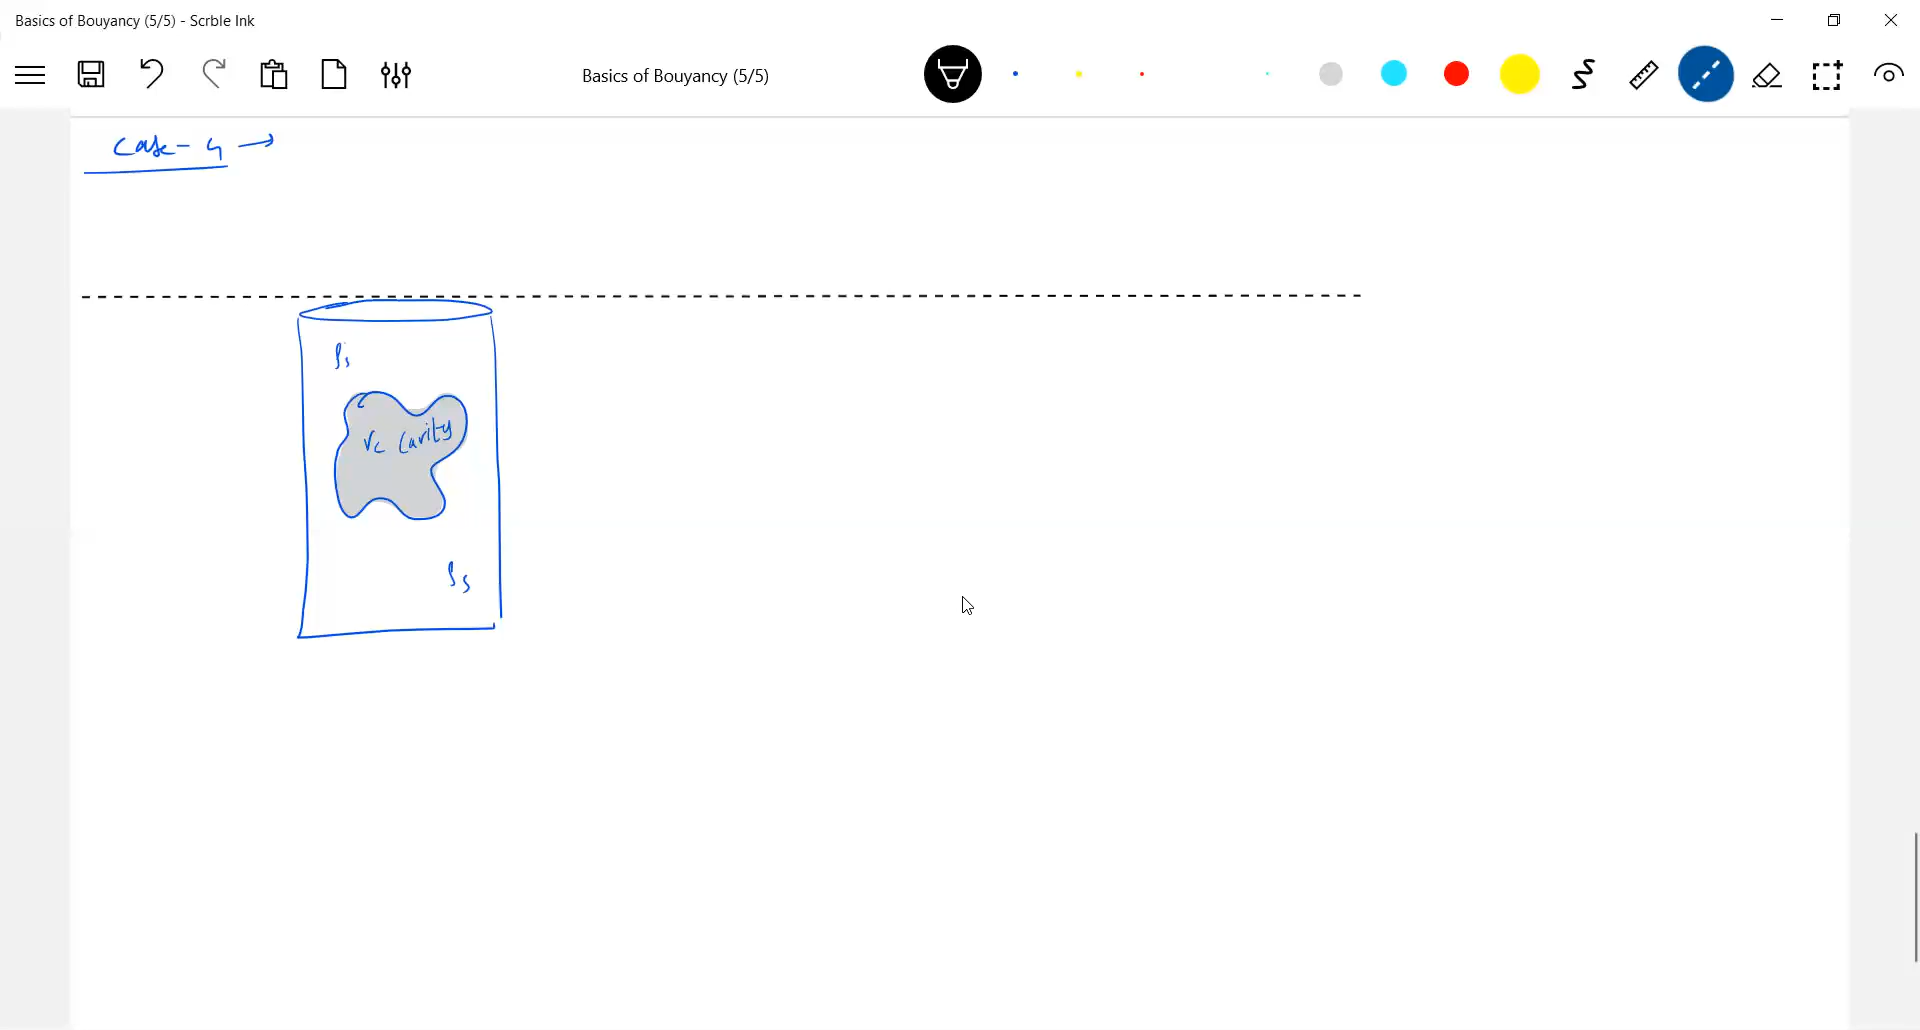 Basics of Bouyancy (5/5) - Scrble Ink
Basics of Bouyancy (5/5)
Case - 4 →
ρs
Vc Cavity
ρs